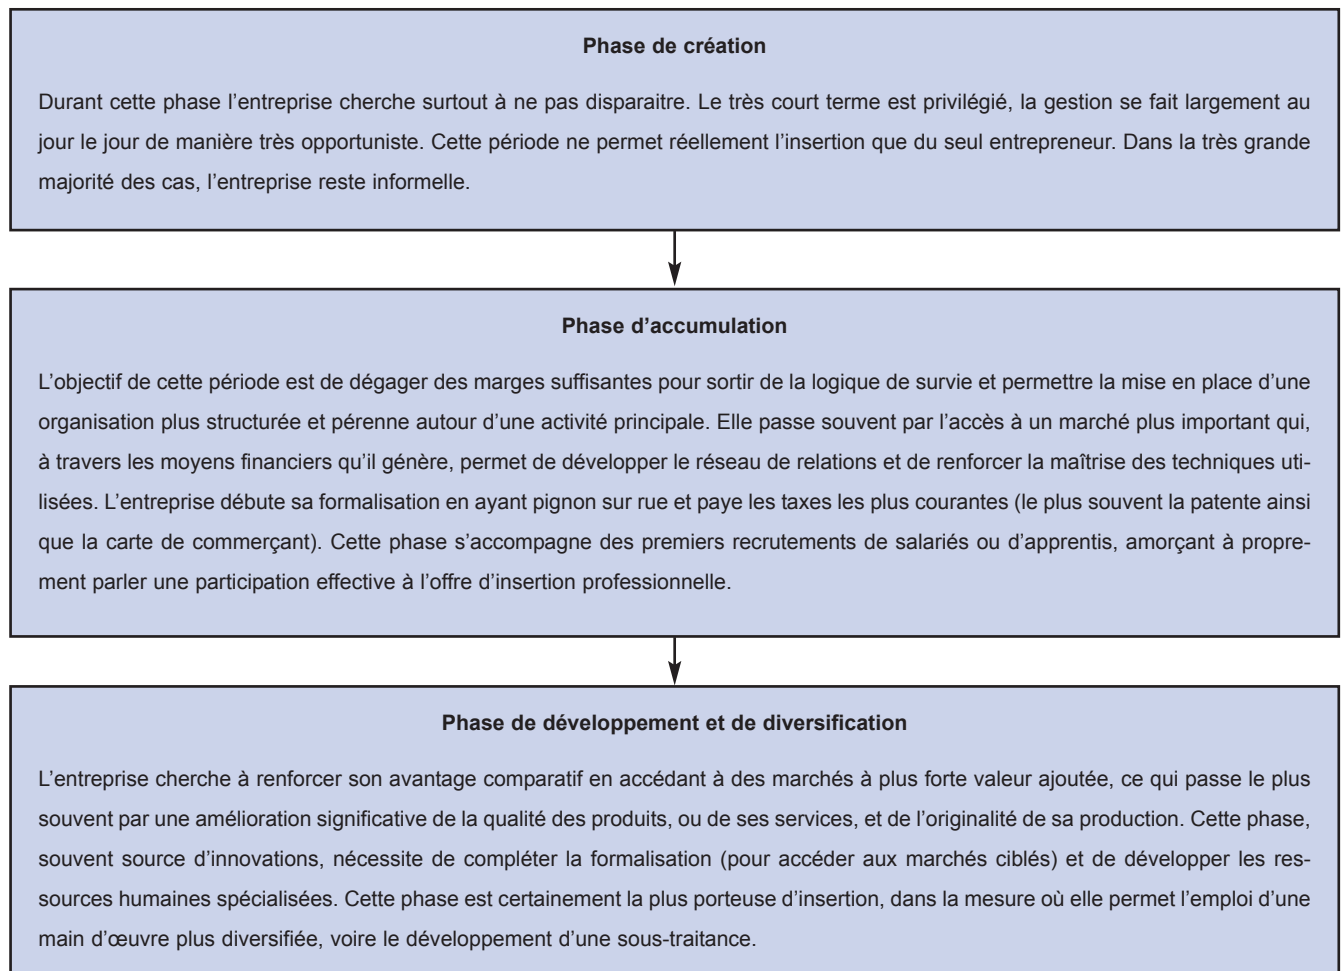 Phase de création
Durant cette phase l’entreprise cherche surtout à ne pas disparaitre. Le très court terme est privilégié, la gestion se fait largement au
jour le jour de manière très opportuniste. Cette période ne permet réellement l’insertion que du seul entrepreneur. Dans la très grande
majorité des cas, l’entreprise reste informelle.
Phase d’accumulation
L’objectif de cette période est de dégager des marges suffisantes pour sortir de la logique de survie et permettre la mise en place d’une
organisation plus structurée et pérenne autour d’une activité principale. Elle passe souvent par l’accès à un marché plus important qui,
à travers les moyens financiers qu’il génère, permet de développer le réseau de relations et de renforcer la maîtrise des techniques uti-
lisées. L’entreprise débute sa formalisation en ayant pignon sur rue et paye les taxes les plus courantes (le plus souvent la patente ainsi
que la carte de commerçant). Cette phase s’accompagne des premiers recrutements de salariés ou d’apprentis, amorçant à propre-
ment parler une participation effective à l’offre d’insertion professionnelle.
Phase de développement et de diversification
L’entreprise cherche à renforcer son avantage comparatif en accédant à des marchés à plus forte valeur ajoutée, ce qui passe le plus
souvent par une amélioration significative de la qualité des produits, ou de ses services, et de l’originalité de sa production. Cette phase,
souvent source d’innovations, nécessite de compléter la formalisation (pour accéder aux marchés ciblés) et de développer les res-
sources humaines spécialisées. Cette phase est certainement la plus porteuse d’insertion, dans la mesure où elle permet l’emploi d’une
main d’œuvre plus diversifiée, voire le développement d’une sous-traitance.